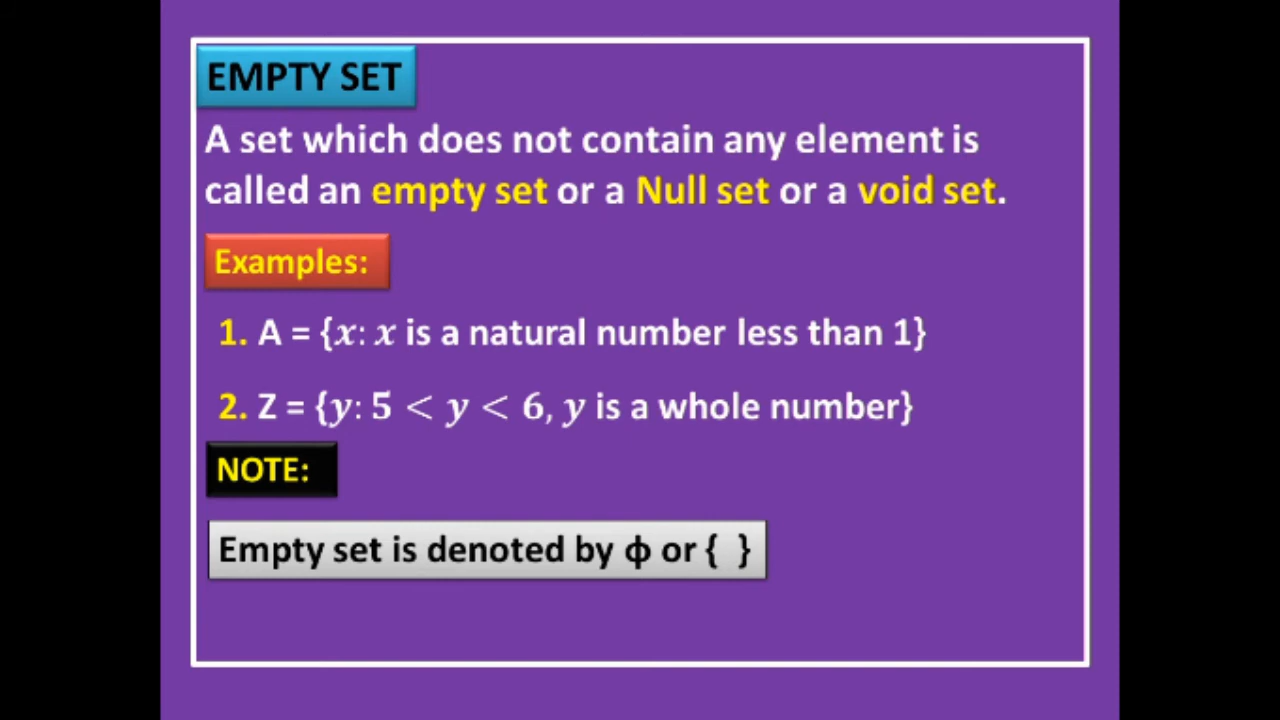 EMPTY SET
A set which does not contain any element is
called an empty set or a Null set or a void set.
Examples:
1. A = {x: x is a natural number less than 1}
2. Z = {y: 5 < y < 6, y is a whole number}
NOTE:
Empty set is denoted by ф or { }